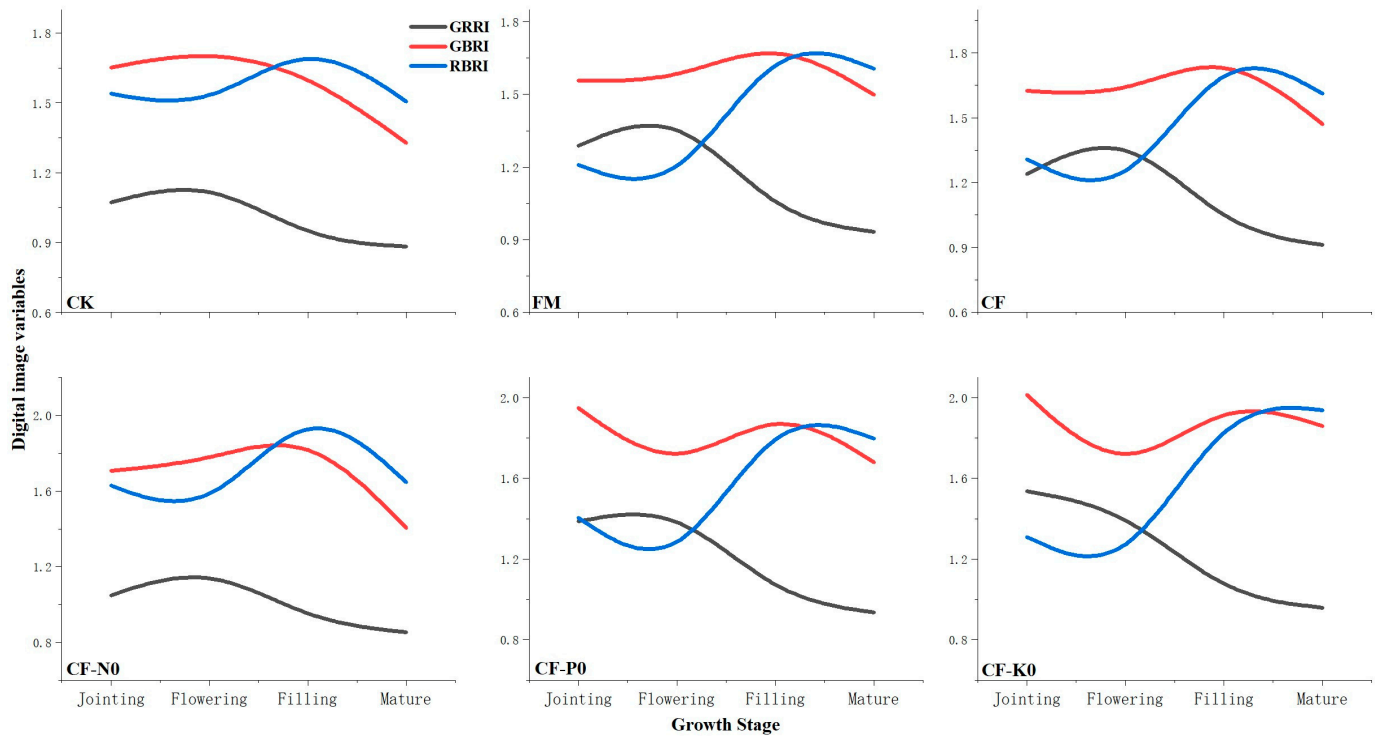 Digital image variables
1.8
1.5
1.2
0.9
0.6
GRRI
GBRI
RBRI
CK
1.8
1.5
1.2
0.9
0.6
FM
1.8
1.5
1.2
0.9
0.6
CF
2.0
1.6
1.2
0.8
CF-N0
Jointing Flowering Filling Mature
2.0
1.6
1.2
0.8
CF-P0
Jointing Flowering Filling Mature
2.0
1.6
1.2
0.8
CF-K0
Jointing Flowering Filling Mature
Growth Stage